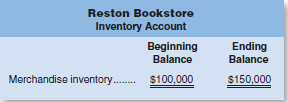 Reston Bookstore
Inventory Account
Beginning Balance Ending Balance
Merchandise inventory........ $100,000 $150,000